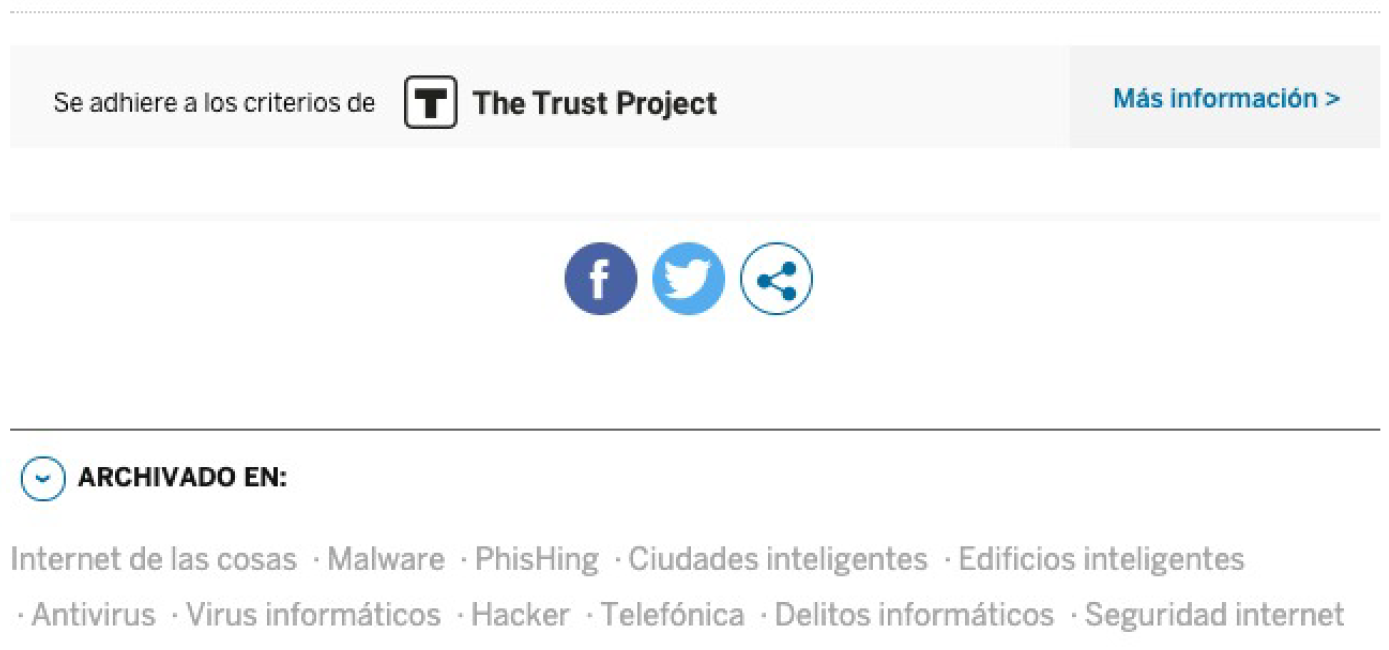 Se adhiere a los criterios de T The Trust Project Más información >
f
ARCHIVADO EN:
Internet de las cosas · Malware · PhisHing · Ciudades inteligentes · Edificios inteligentes
· Antivirus · Virus informáticos · Hacker · Telefónica · Delitos informáticos · Seguridad internet